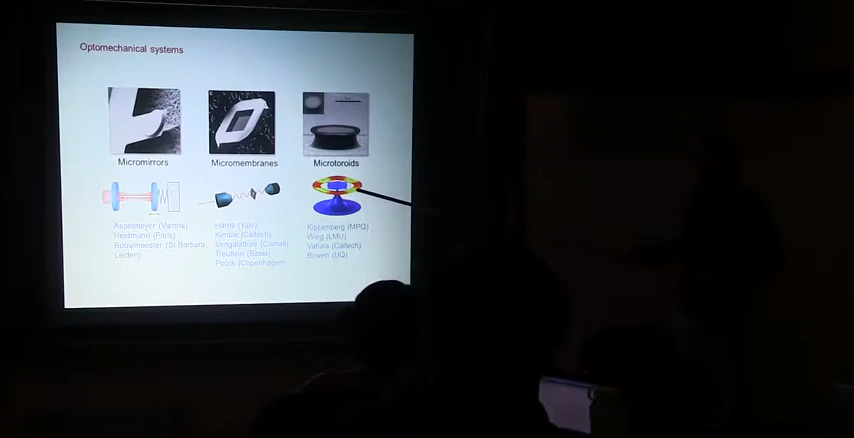 Optomechanical systems
Micromirrors
Micromembranes
Microtoroids
Aspelmeyer (Vienna)
Heidmann (Paris)
Bouwmeester (St Barbara,
Leiden)
Harris (Yale)
Kimble (Caltech)
Vengalattore (Cornell)
Treutlein (Basel)
Polzik (Copenhagen)
Kippenberg (MPQ)
Weig (LMU)
Vahala (Caltech)
Bowen (UQ)